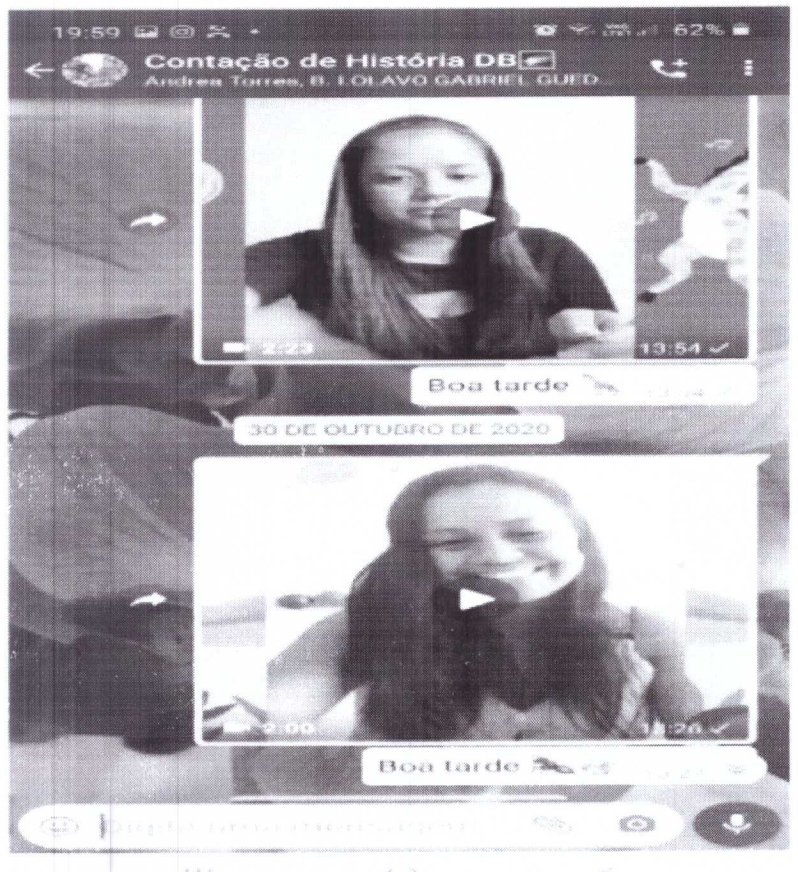 19:59 62%
Contação de História DB
Andrea Torres, B. I.OLAVO GABRIEL GUED...
2:23 13:54
Boa tarde
30 DE OUTUBRO DE 2020
2:00
Boa tarde